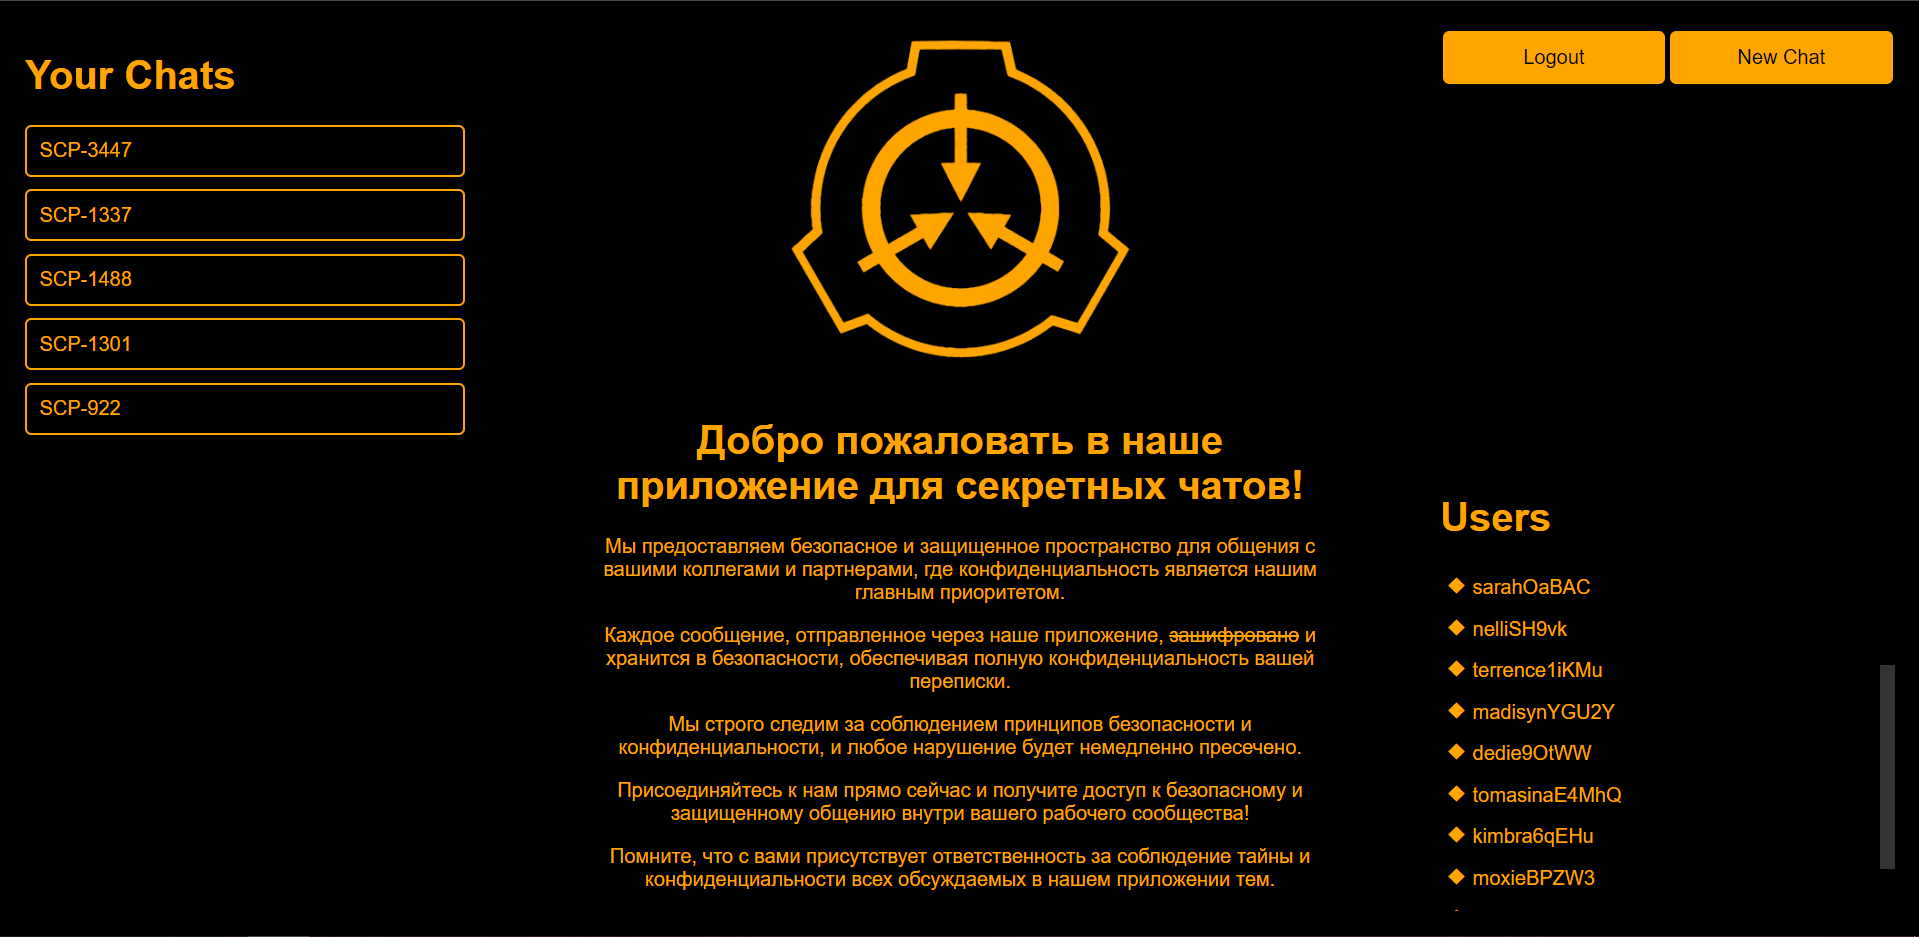 Your Chats
SCP-3447
SCP-1337
SCP-1488
SCP-1301
SCP-922
Добро пожаловать в наше
приложение для секретных чатов!
Мы предоставляем безопасное и защищенное пространство для общения с
вашими коллегами и партнерами, где конфиденциальность является нашим
главным приоритетом.
Каждое сообщение, отправленное через наше приложение, зашифровано и
хранится в безопасности, обеспечивая полную конфиденциальность вашей
переписки.
Мы строго следим за соблюдением принципов безопасности и
конфиденциальности, и любое нарушение будет немедленно пресечено.
Присоединяйтесь к нам прямо сейчас и получите доступ к безопасному и
защищенному общению внутри вашего рабочего сообщества!
Помните, что с вами присутствует ответственность за соблюдение тайны и
конфиденциальности всех обсуждаемых в нашем приложении тем.
Logout
New Chat
Users
sarahOaBAC
nelliSH9vk
terrence1iKMu
madisynYGU2Y
dedie9OtWW
tomasinaE4MhQ
kimbra6qEHu
moxieBPZW3